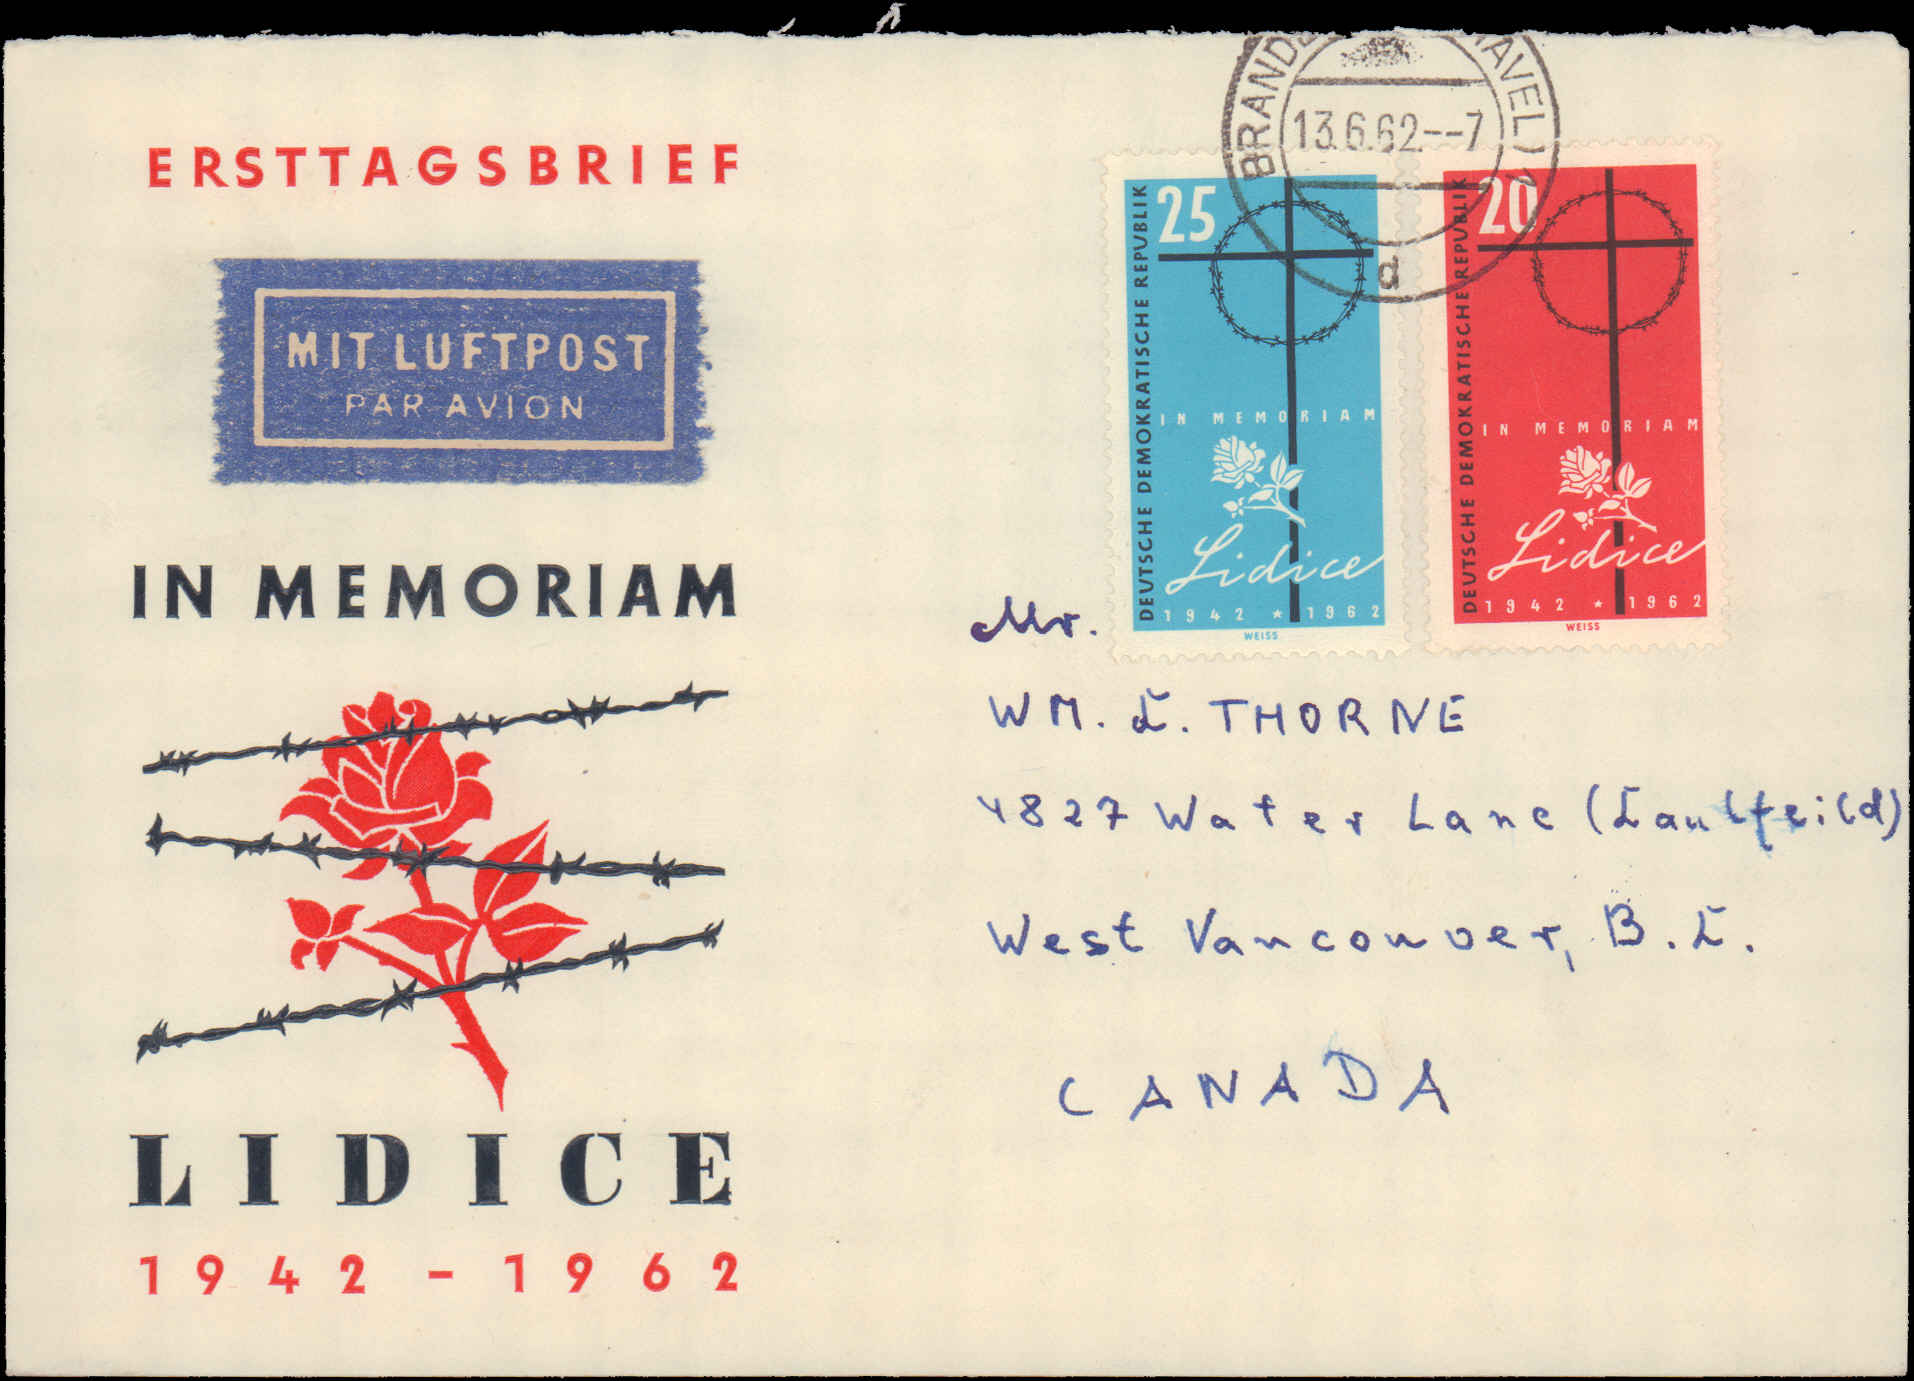 ERSTTAGSBRIEF
MIT LUFTPOST
PAR AVION
IN MEMORIAM
LIDICE
1942-1962
13.6.62--7
d
25
DEUTSCHE DEMOKRATISCHE REPUBLIK
IN MEMORIAM
Lidice
1942 * 1962
WEISS
20
DEUTSCHE DEMOKRATISCHE REPUBLIK
IN MEMORIAM
Lidice
1942 * 1962
WEISS
Mr.
WM. C. THORNE
4827 Water Lane (Caulfeild)
West Vancouver, B.C.
CANADA